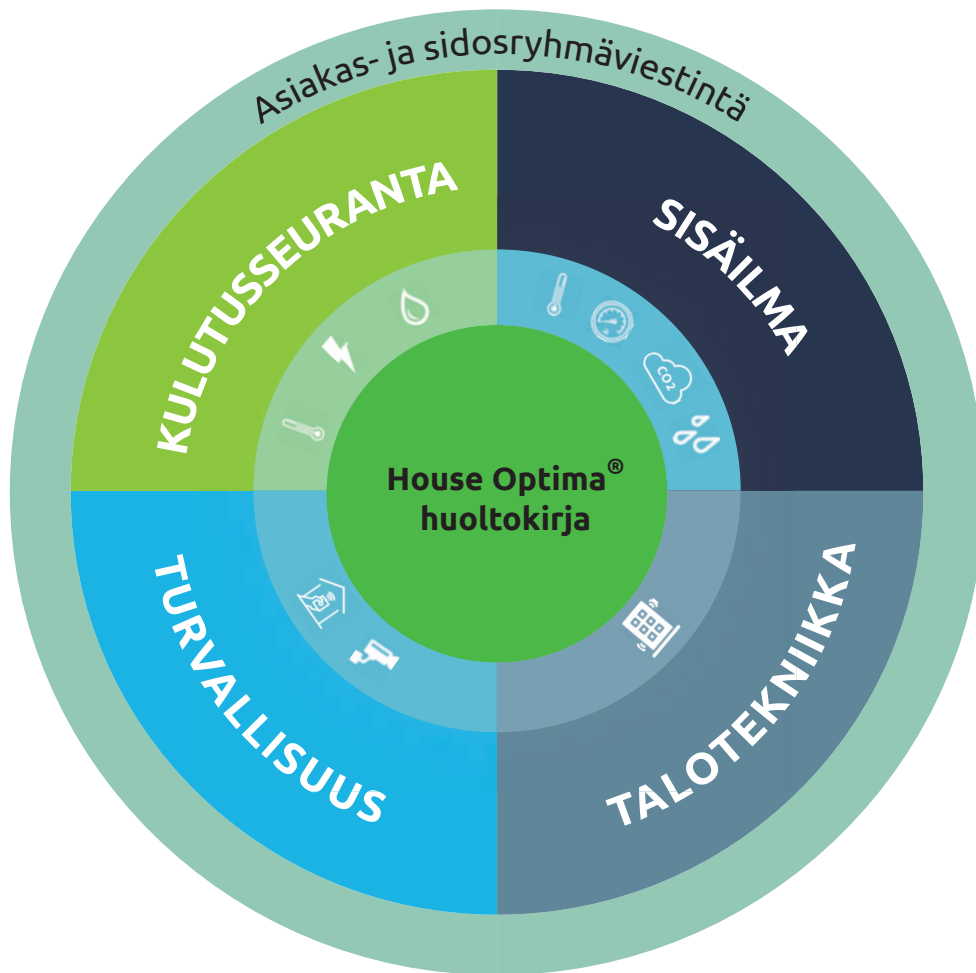 Asiakas- ja sidosryhmäviestintä
KULUTUSSEURANTA
SISÄILMA
CO2
House Optima®
huoltokirja
TURVALLISUUS
TALOTEKNIIKKA